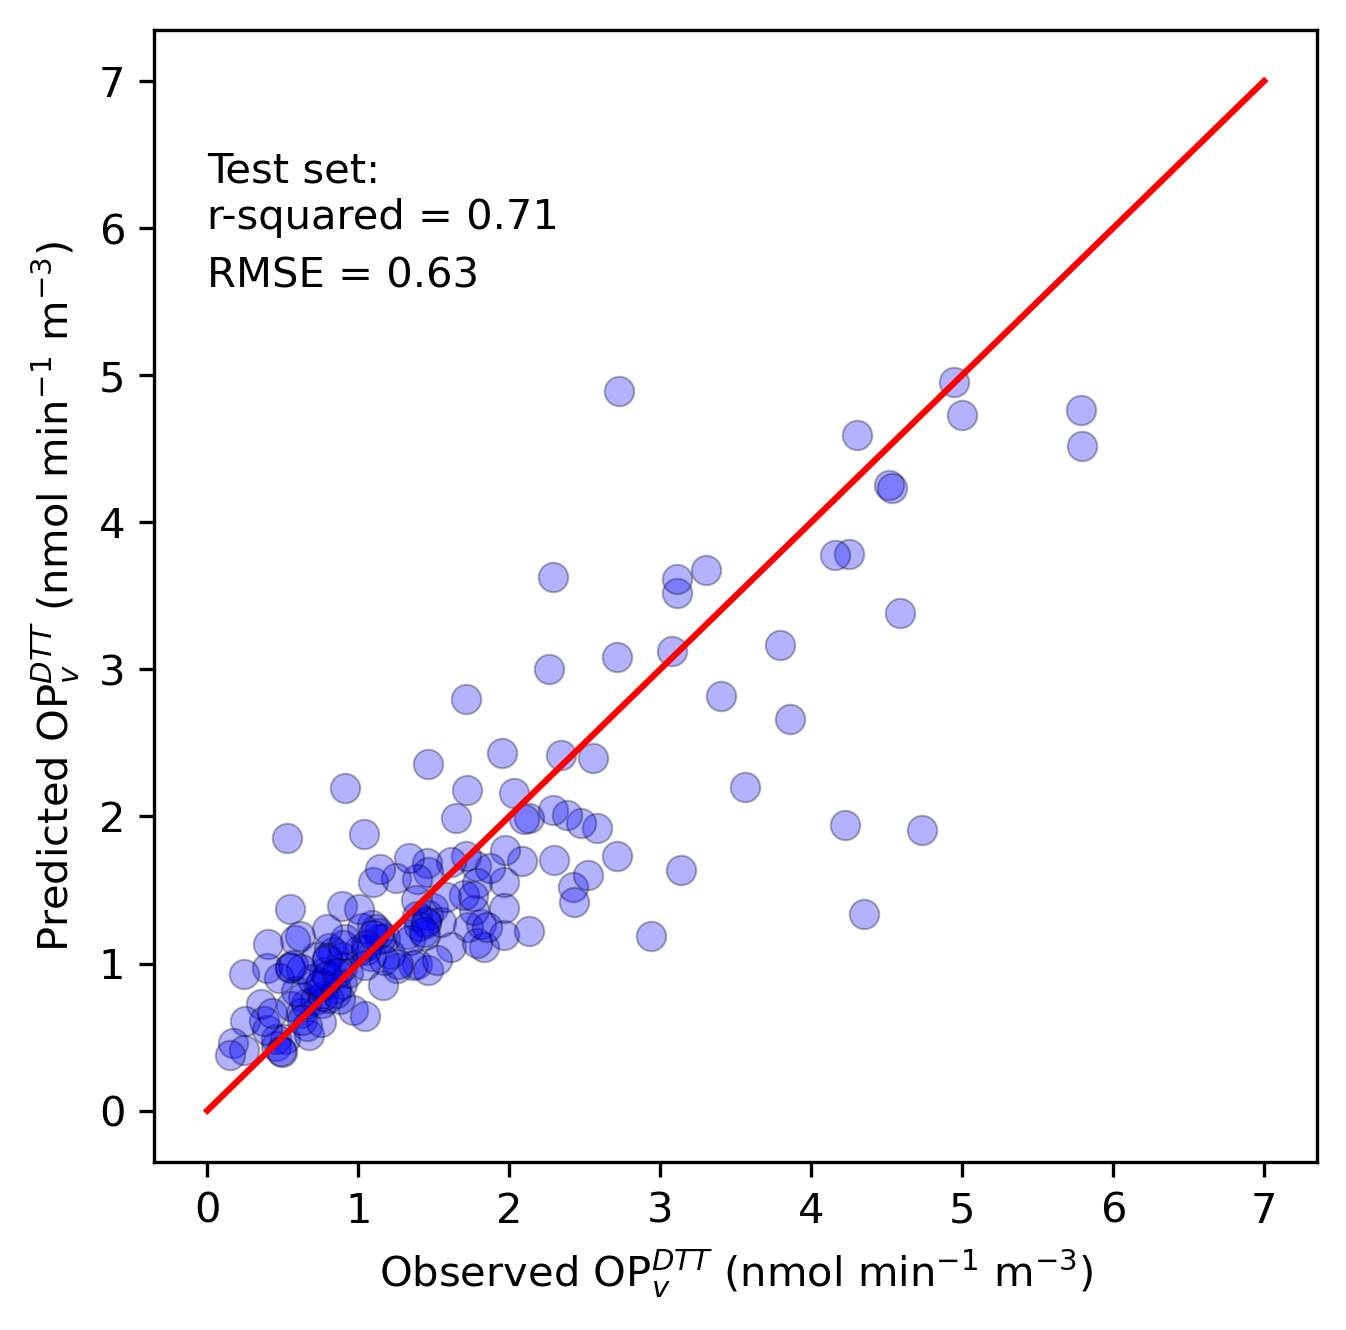 Test set:
r-squared = 0.71
RMSE = 0.63
Predicted OP$_v^{DTT}$ (nmol min$^{-1}$ m$^{-3}$)
7
6
5
4
3
2
1
0
0 1 2 3 4 5 6 7
Observed OP$_v^{DTT}$ (nmol min$^{-1}$ m$^{-3}$)